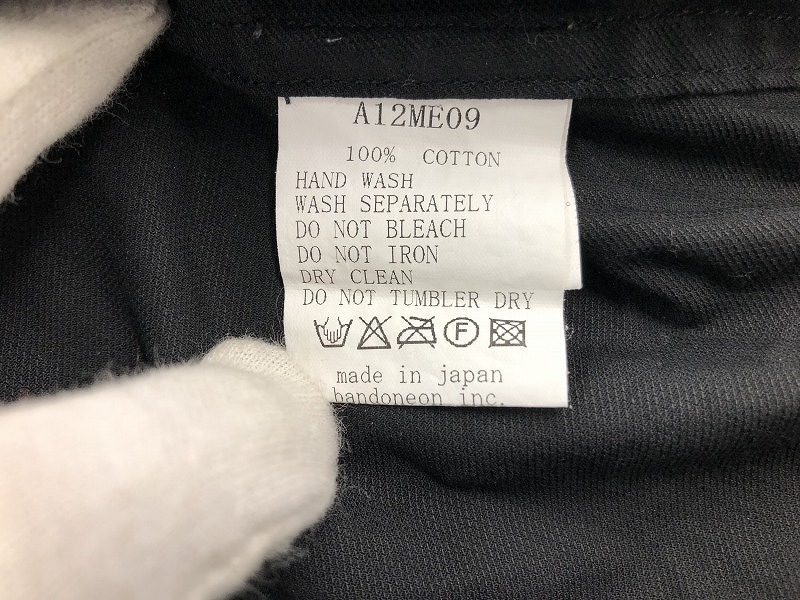 A12ME09
100% COTTON
HAND WASH
WASH SEPARATELY
DO NOT BLEACH
DO NOT IRON
DRY CLEAN
DO NOT TUMBLER DRY
F
made in japan
bandoneon inc.